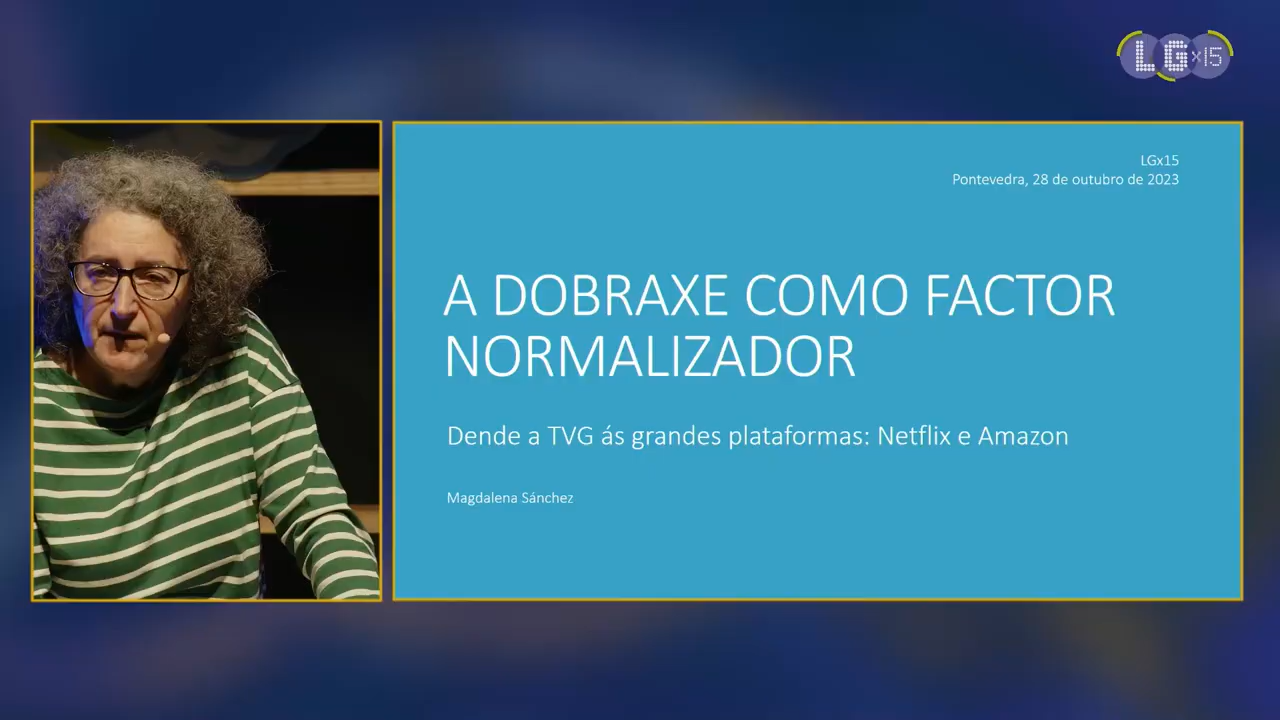 LGx15
LGx15
Pontevedra, 28 de outubro de 2023
A DOBRAXE COMO FACTOR
NORMALIZADOR
Dende a TVG ás grandes plataformas: Netflix e Amazon
Magdalena Sánchez